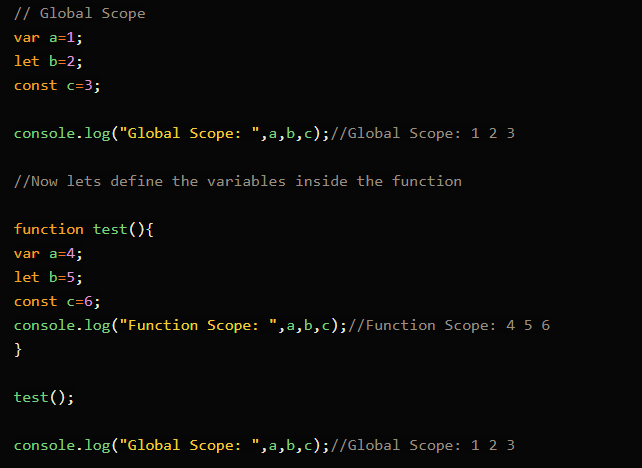 // Global Scope
var a=1;
let b=2;
const c=3;
console.log("Global Scope: ",a,b,c);//Global Scope: 1 2 3
//Now lets define the variables inside the function
function test(){
var a=4;
let b=5;
const c=6;
console.log("Function Scope: ",a,b,c);//Function Scope: 4 5 6
}
test();
console.log("Global Scope: ",a,b,c);//Global Scope: 1 2 3